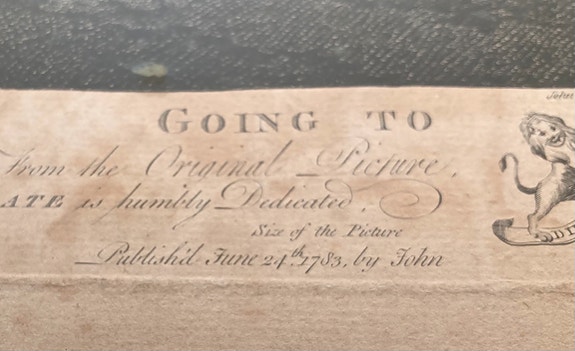 John
GOING TO
From the Original Picture,
ATE is humbly Dedicated,
Size of the Picture
Publish'd June 24th. 1783, by John